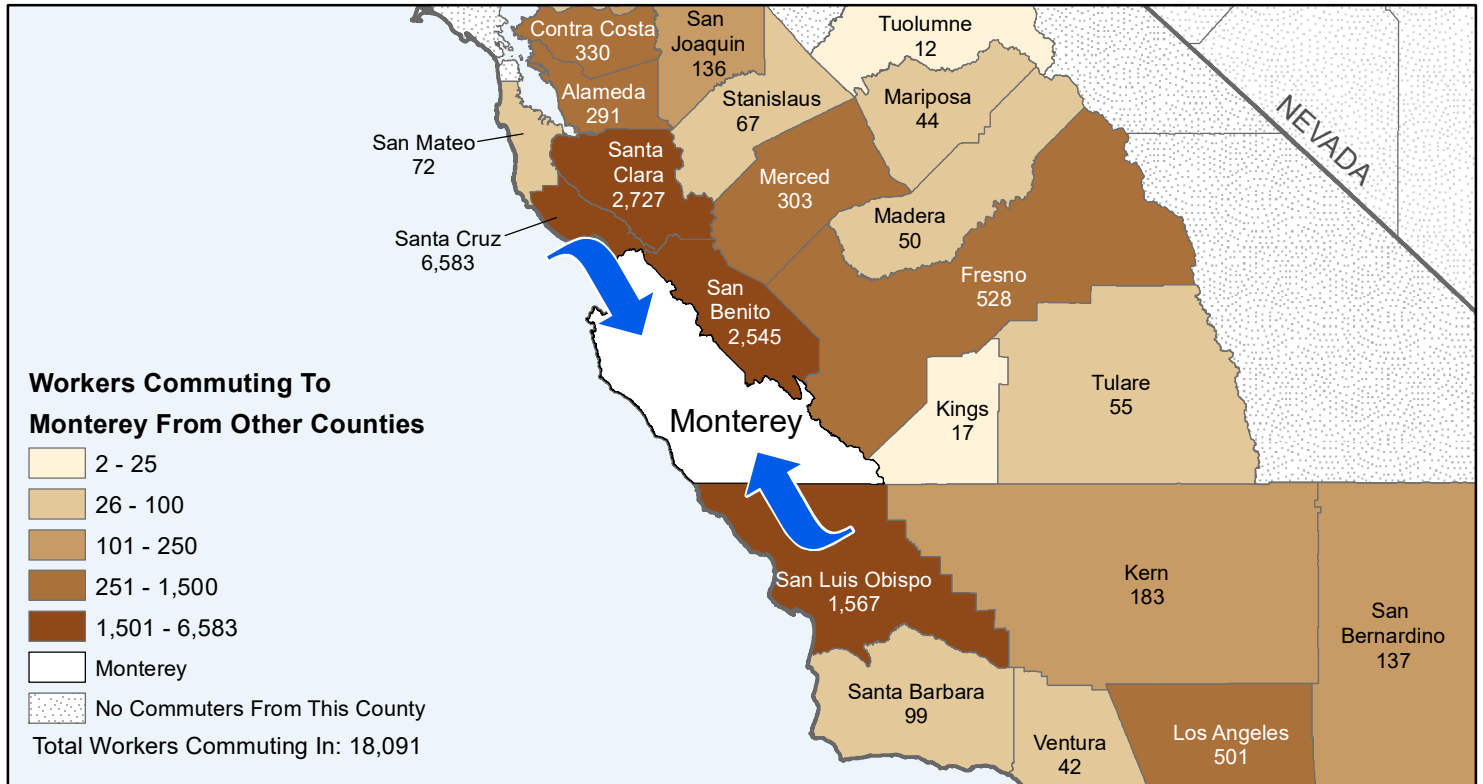 Contra Costa
330
San
Joaquin
136
Tuolumne
12
Alameda
291
Stanislaus
67
Mariposa
44
NEVADA
San Mateo
72
Santa
Clara
2,727
Merced
303
Madera
50
Santa Cruz
6,583
San
Benito
2,545
Fresno
528
Monterey
Kings
17
Tulare
55
San Luis Obispo
1,567
Kern
183
San
Bernardino
137
Santa Barbara
99
Ventura
42
Los Angeles
501
Workers Commuting To
Monterey From Other Counties
2 - 25
26 - 100
101 - 250
251 - 1,500
1,501 - 6,583
Monterey
No Commuters From This County
Total Workers Commuting In: 18,091